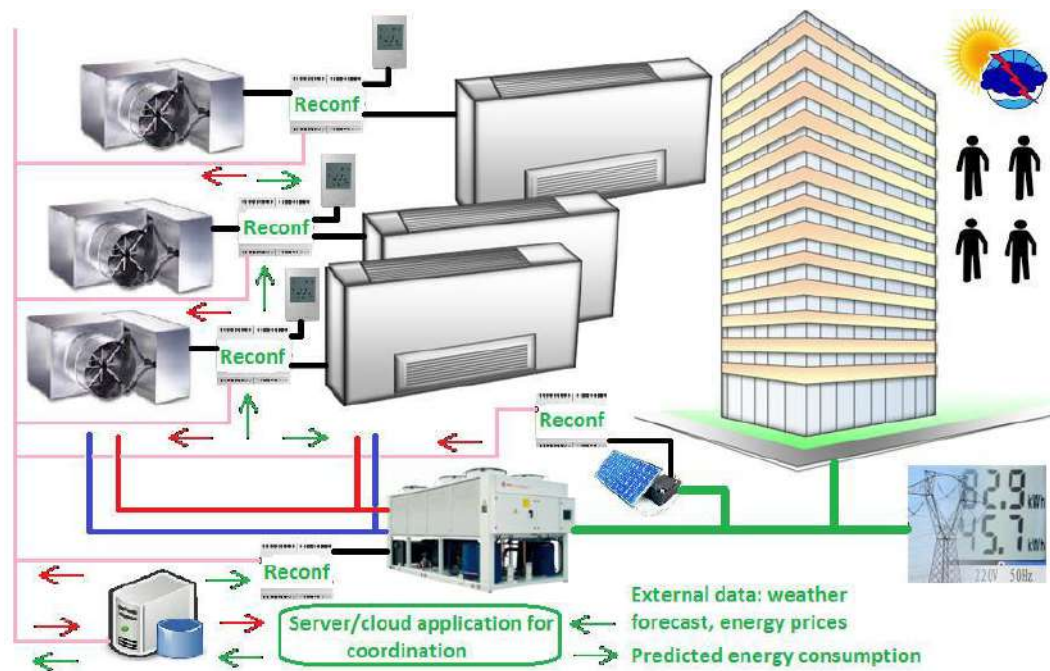 Reconf
Reconf
Reconf
Reconf
82.9 kWh
45.7 kWh
220V 50Hz
Reconf
Server/cloud application for
coordination
External data: weather
forecast, energy prices
Predicted energy consumption